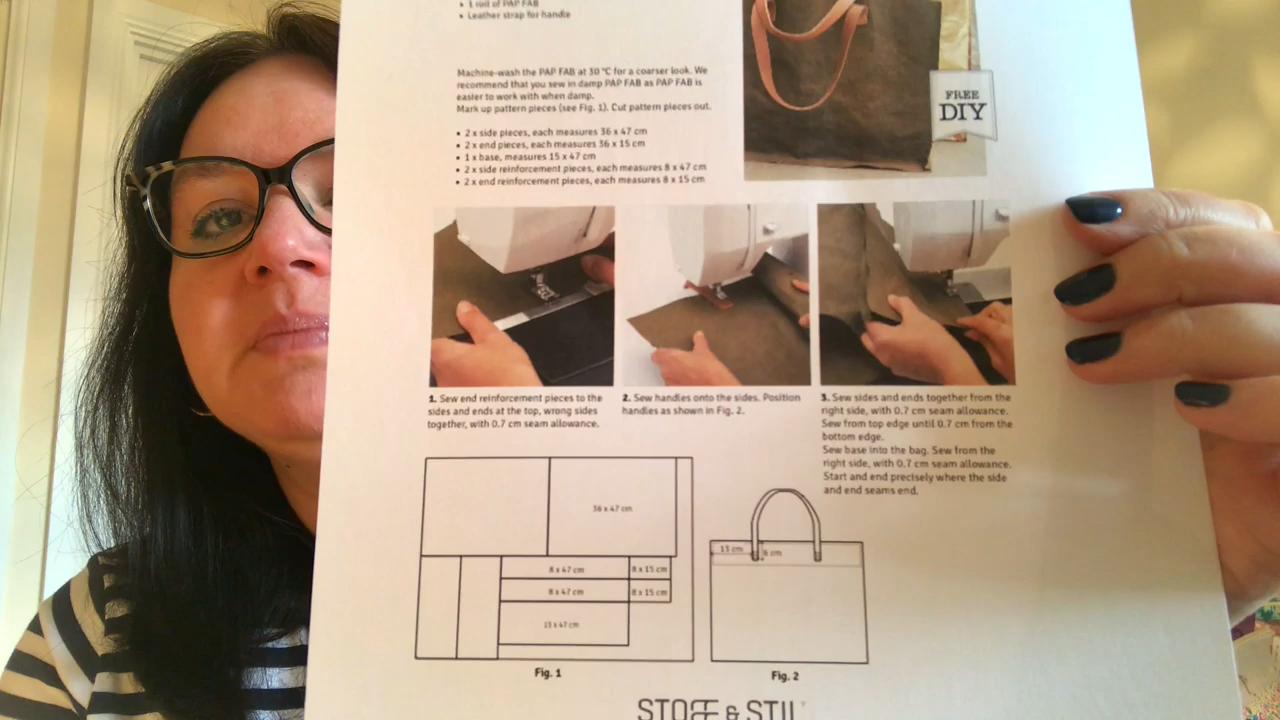 • 1 roll of PAP FAB
• Leather strap for handle
Machine-wash the PAP FAB at 30 °C for a coarser look. We
recommend that you sew in damp PAP FAB as PAP FAB is
easier to work with when damp.
Mark up pattern pieces (see Fig. 1). Cut pattern pieces out.
• 2 x side pieces, each measures 36 x 47 cm
• 2 x end pieces, each measures 36 x 15 cm
• 1 x base, measures 15 x 47 cm
• 2 x side reinforcement pieces, each measures 8 x 47 cm
• 2 x end reinforcement pieces, each measures 8 x 15 cm
FREE
DIY
1. Sew end reinforcement pieces to the
sides and ends at the top, wrong sides
together, with 0.7 cm seam allowance.
2. Sew handles onto the sides. Position
handles as shown in Fig. 2.
3. Sew sides and ends together from the
right side, with 0.7 cm seam allowance.
Sew from top edge until 0.7 cm from the
bottom edge.
Sew base into the bag. Sew from the
right side, with 0.7 cm seam allowance.
Start and end precisely where the side
and end seams end.
36 x 47 cm
8 x 47 cm
8 x 15 cm
8 x 47 cm
8 x 15 cm
15 x 47 cm
Fig. 1
13 cm
6 cm
Fig. 2
STOFF & STIL